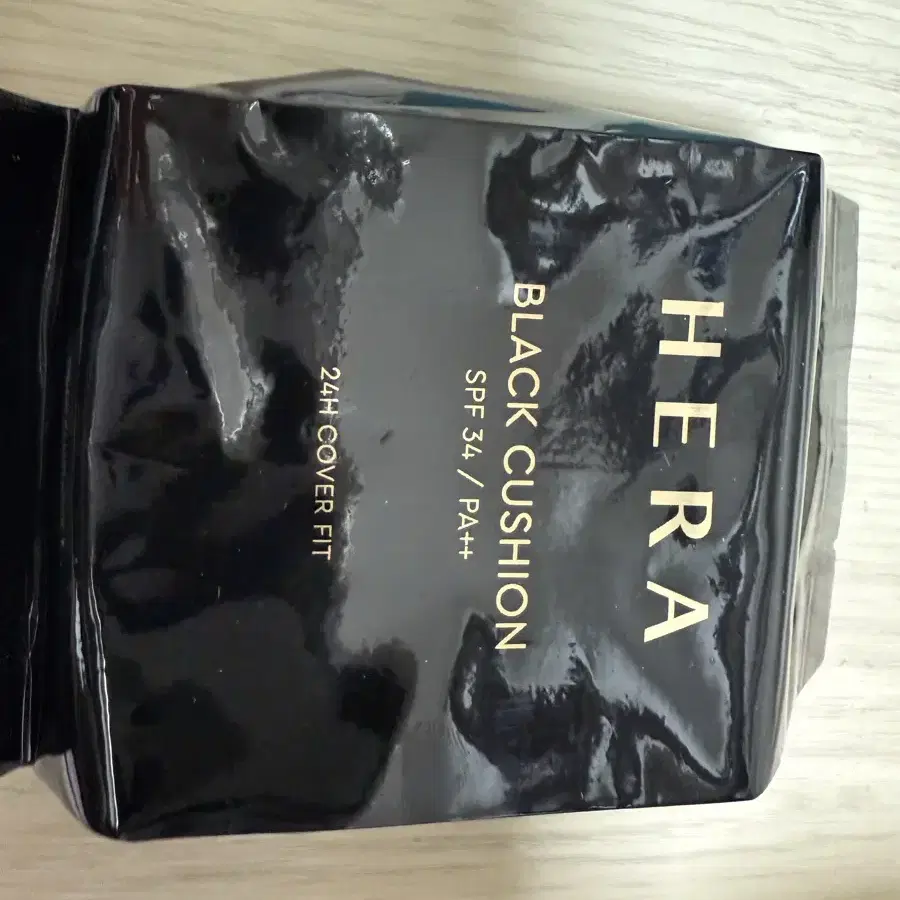 HERA
BLACK CUSHION
SPF 34 / PA++
24H COVER FIT